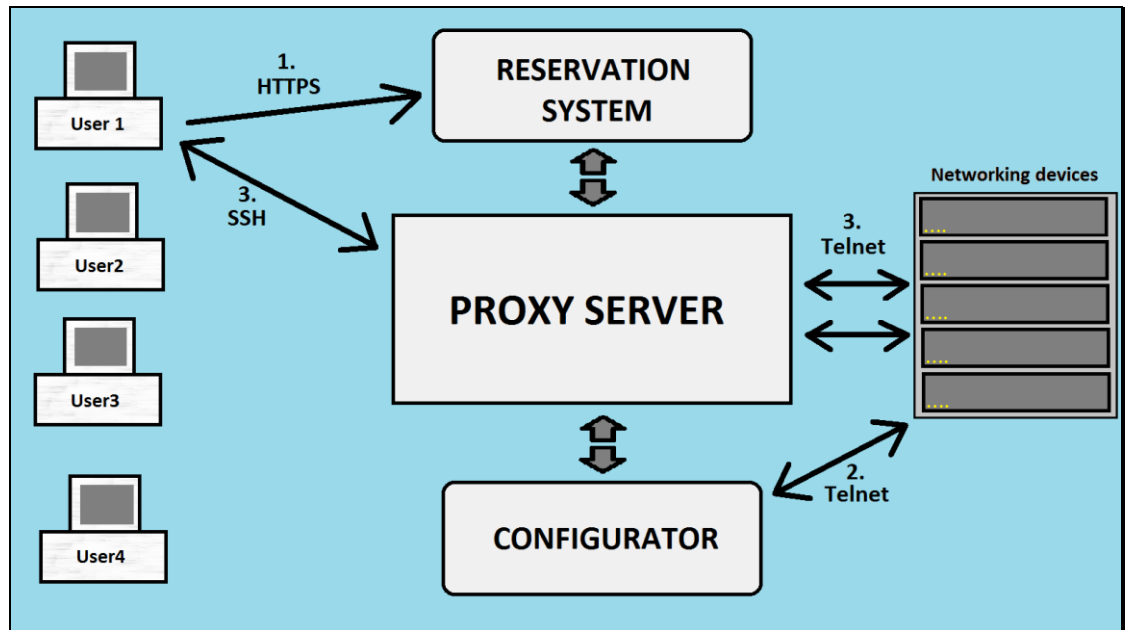 1.
HTTPS
RESERVATION
SYSTEM
User 1
3.
SSH
Networking devices
....
User2
3.
Telnet
....
PROXY SERVER
....
....
User3
....
2.
Telnet
CONFIGURATOR
User4